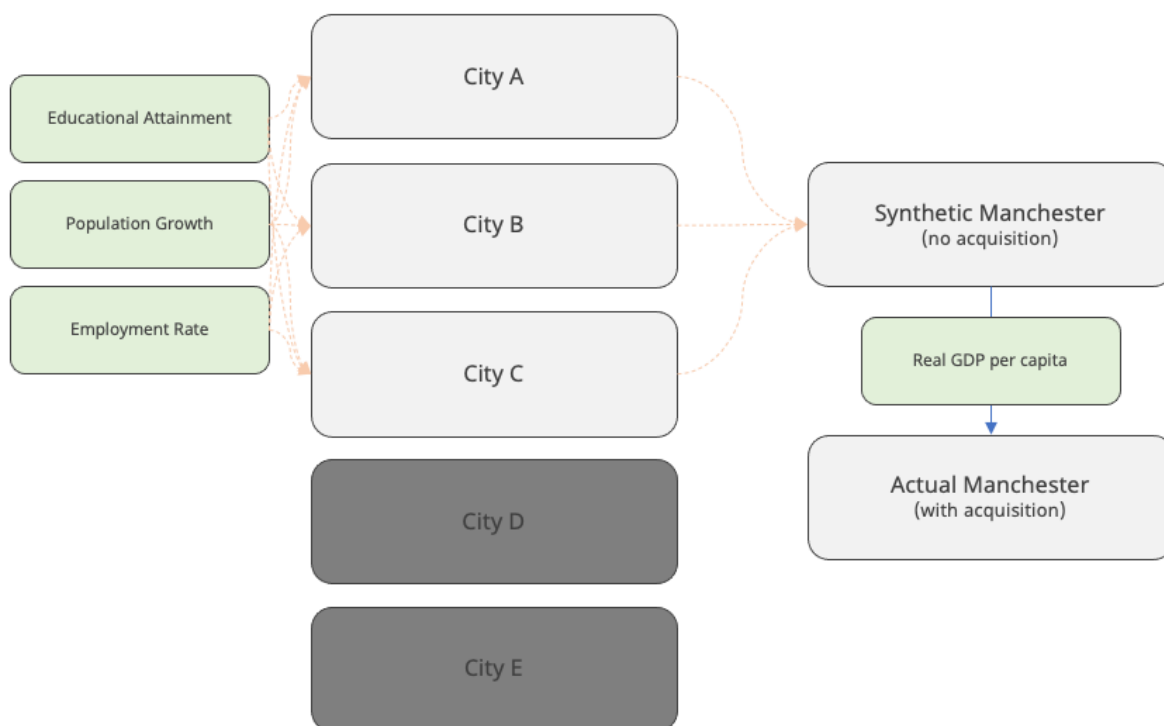 Educational Attainment
Population Growth
Employment Rate
City A
City B
City C
City D
City E
Synthetic Manchester
(no acquisition)
Real GDP per capita
Actual Manchester
(with acquisition)